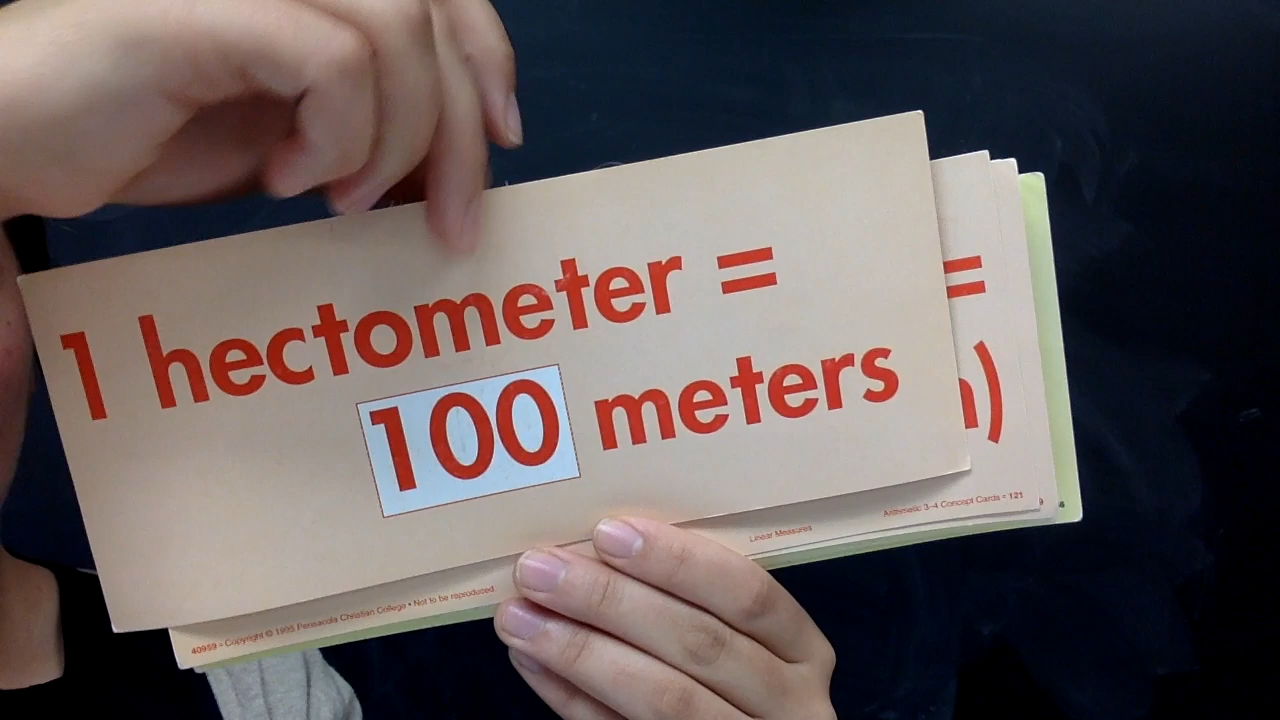 1 hectometer =
100 meters
=
)
Linear Measures
Arithmetic 3–4 Concept Cards • 121
40959 • Copyright © 1995 Pensacola Christian College • Not to be reproduced